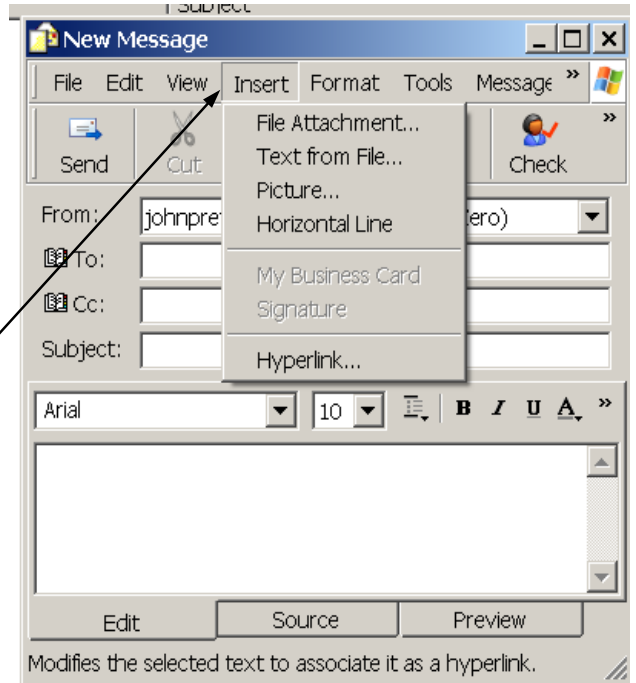 Subject
New Message
File Edit View Insert Format Tools Message »
File Attachment...
Text from File...
Picture...
Horizontal Line
My Business Card
Signature
Hyperlink...
Send Cut Check »
From: johnpre ero)
To:
Cc:
Subject:
Arial 10 B I U A »
Edit Source Preview
Modifies the selected text to associate it as a hyperlink.